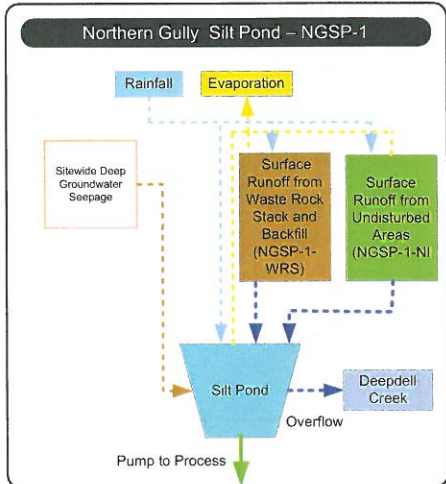 Northern Gully Silt Pond – NGSP-1
Rainfall
Evaporation
Sitewide Deep
Groundwater
Seepage
Surface
Runoff from
Waste Rock
Stack and
Backfill
(NGSP-1-
WRS)
Surface
Runoff from
Undisturbed
Areas
(NGSP-1-NI
Silt Pond
Deepdell
Creek
Overflow
Pump to Process